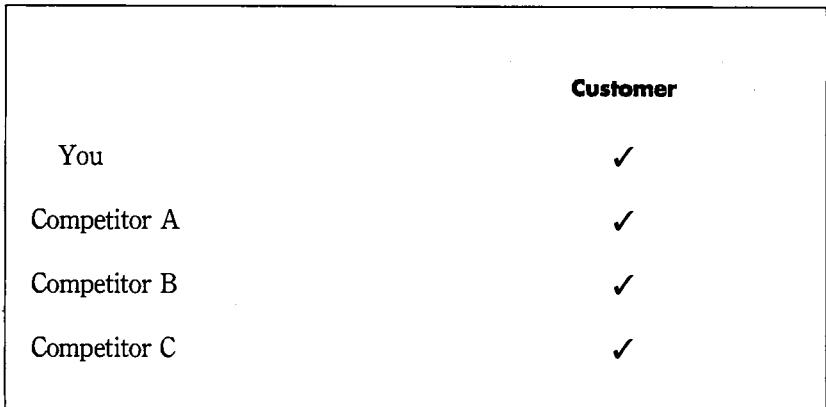 Customer
You ✓
Competitor A ✓
Competitor B ✓
Competitor C ✓